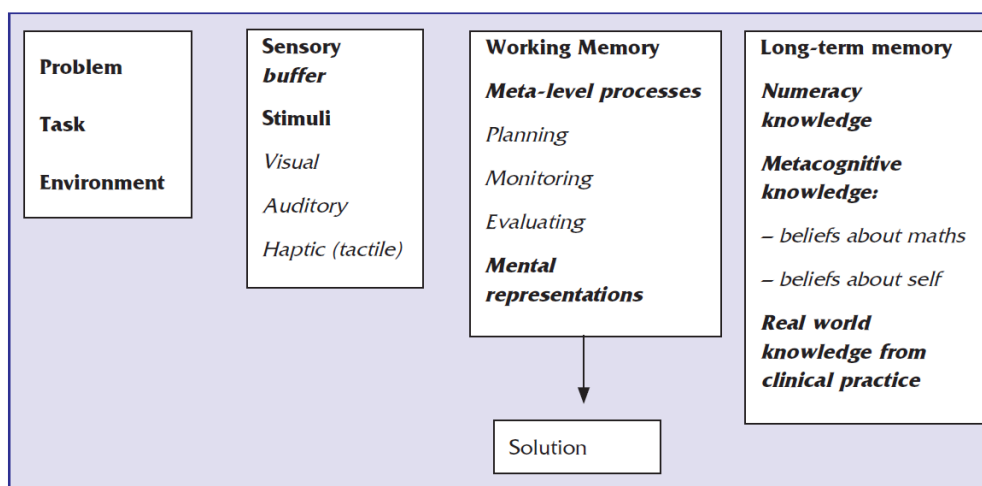 Problem
Task
Environment
Sensory
buffer
Stimuli
Visual
Auditory
Haptic (tactile)
Working Memory
Meta-level processes
Planning
Monitoring
Evaluating
Mental
representations
Long-term memory
Numeracy
knowledge
Metacognitive
knowledge:
– beliefs about maths
– beliefs about self
Real world
knowledge from
clinical practice
Solution